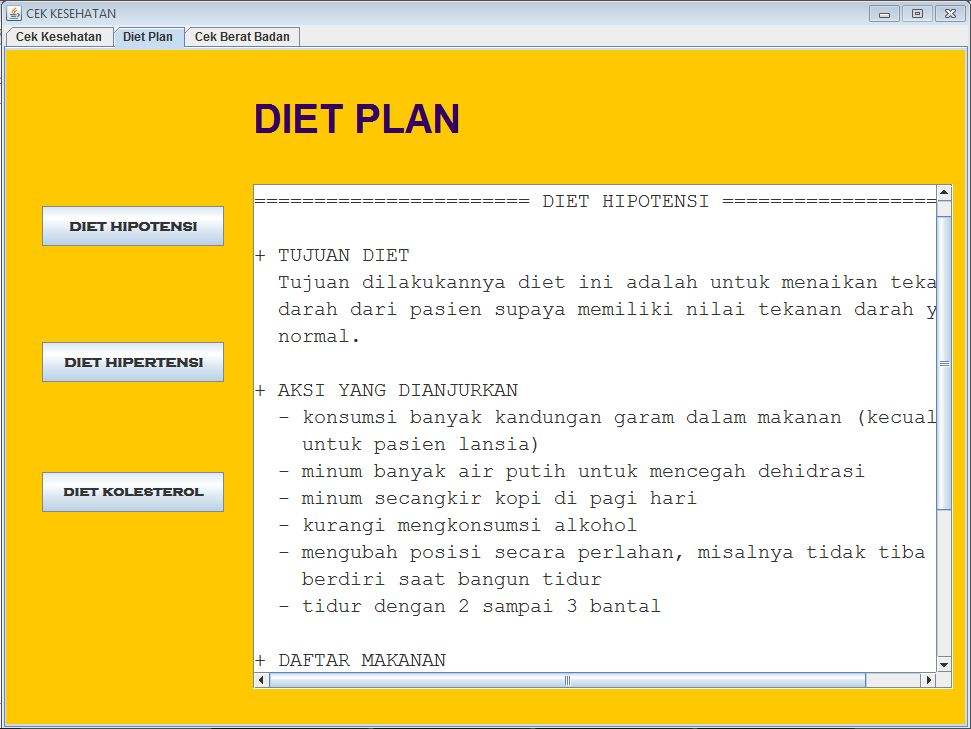 CEK KESEHATAN
Cek Kesehatan Diet Plan Cek Berat Badan
DIET PLAN
DIET HIPOTENSI
DIET HIPERTENSI
DIET KOLESTEROL
======================= DIET HIPOTENSI ==================
+ TUJUAN DIET
Tujuan dilakukannya diet ini adalah untuk menaikan teka
darah dari pasien supaya memiliki nilai tekanan darah y
normal.
+ AKSI YANG DIANJURKAN
- konsumsi banyak kandungan garam dalam makanan (kecual
untuk pasien lansia)
- minum banyak air putih untuk mencegah dehidrasi
- minum secangkir kopi di pagi hari
- kurangi mengkonsumsi alkohol
- mengubah posisi secara perlahan, misalnya tidak tiba
berdiri saat bangun tidur
- tidur dengan 2 sampai 3 bantal
+ DAFTAR MAKANAN